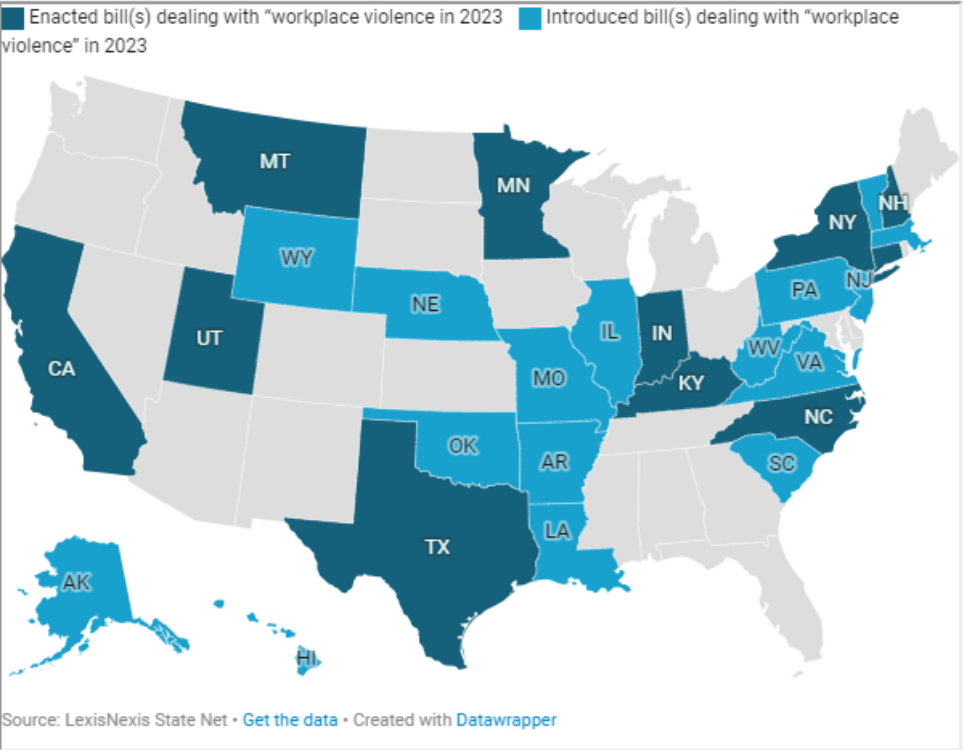 Enacted bill(s) dealing with “workplace violence in 2023 Introduced bill(s) dealing with “workplace
violence” in 2023
MT
MN
NH
NY
WY
NJ
PA
NE
UT
IL
IN
WV
VA
CA
MO
KY
NC
OK
AR
SC
LA
TX
AK
HI
Source: LexisNexis State Net • Get the data • Created with Datawrapper